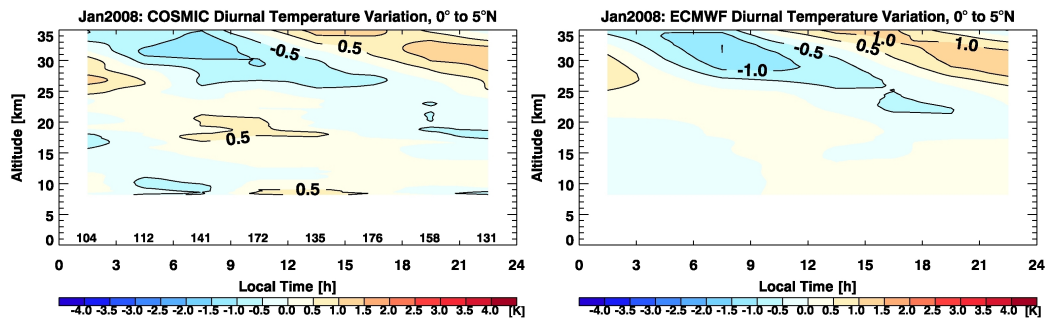 Jan2008: COSMIC Diurnal Temperature Variation, 0° to 5°N
35
30
25
20
15
10
5
0
Altitude [km]
-0.5
0.5
0.5
0.5
104 112 141 172 135 176 158 131
0 3 6 9 12 15 18 21 24
Local Time [h]
-4.0 -3.5 -3.0 -2.5 -2.0 -1.5 -1.0 -0.5 0.0 0.5 1.0 1.5 2.0 2.5 3.0 3.5 4.0 [K]
Jan2008: ECMWF Diurnal Temperature Variation, 0° to 5°N
35
30
25
20
15
10
5
0
Altitude [km]
-0.5
0.5
1.0
1.0
-1.0
0 3 6 9 12 15 18 21 24
Local Time [h]
-4.0 -3.5 -3.0 -2.5 -2.0 -1.5 -1.0 -0.5 0.0 0.5 1.0 1.5 2.0 2.5 3.0 3.5 4.0 [K]